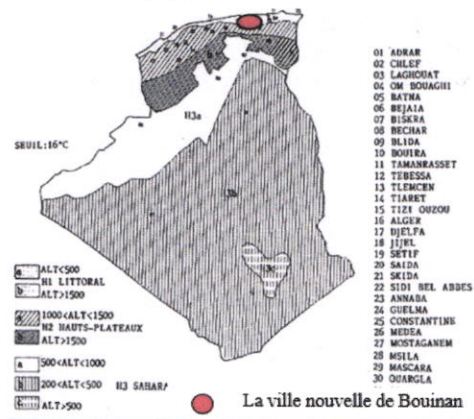 H3a
SEUIL:16°C
01 ADRAR
02 CHLEF
03 LAGHOUAT
04 OM BOUAGHI
05 BATNA
06 BEJAIA
07 BISKRA
08 BECHAR
09 BLIDA
10 BOUIRA
11 TAMANRASSET
12 TEBESSA
13 TLEMCEN
14 TIARET
15 TIZI OUZOU
16 ALGER
17 DJELFA
18 JIJEL
19 SETIF
20 SAIDA
21 SKIDA
22 SIDI BEL ABBES
23 ANNABA
24 GUELMA
25 CONSTANTINE
26 MEDEA
27 MOSTAGANEM
28 MSILA
29 MASCARA
30 OUARGLA
a ALT<500
H1 LITTORAL
b ALT>1500
a 1000<ALT<1500
H2 HAUTS-PLATEAUX
ALT>1500
a 500<ALT<1000
b 200<ALT<500 H3 SAHARA
c ALT>500
La ville nouvelle de Bouinan